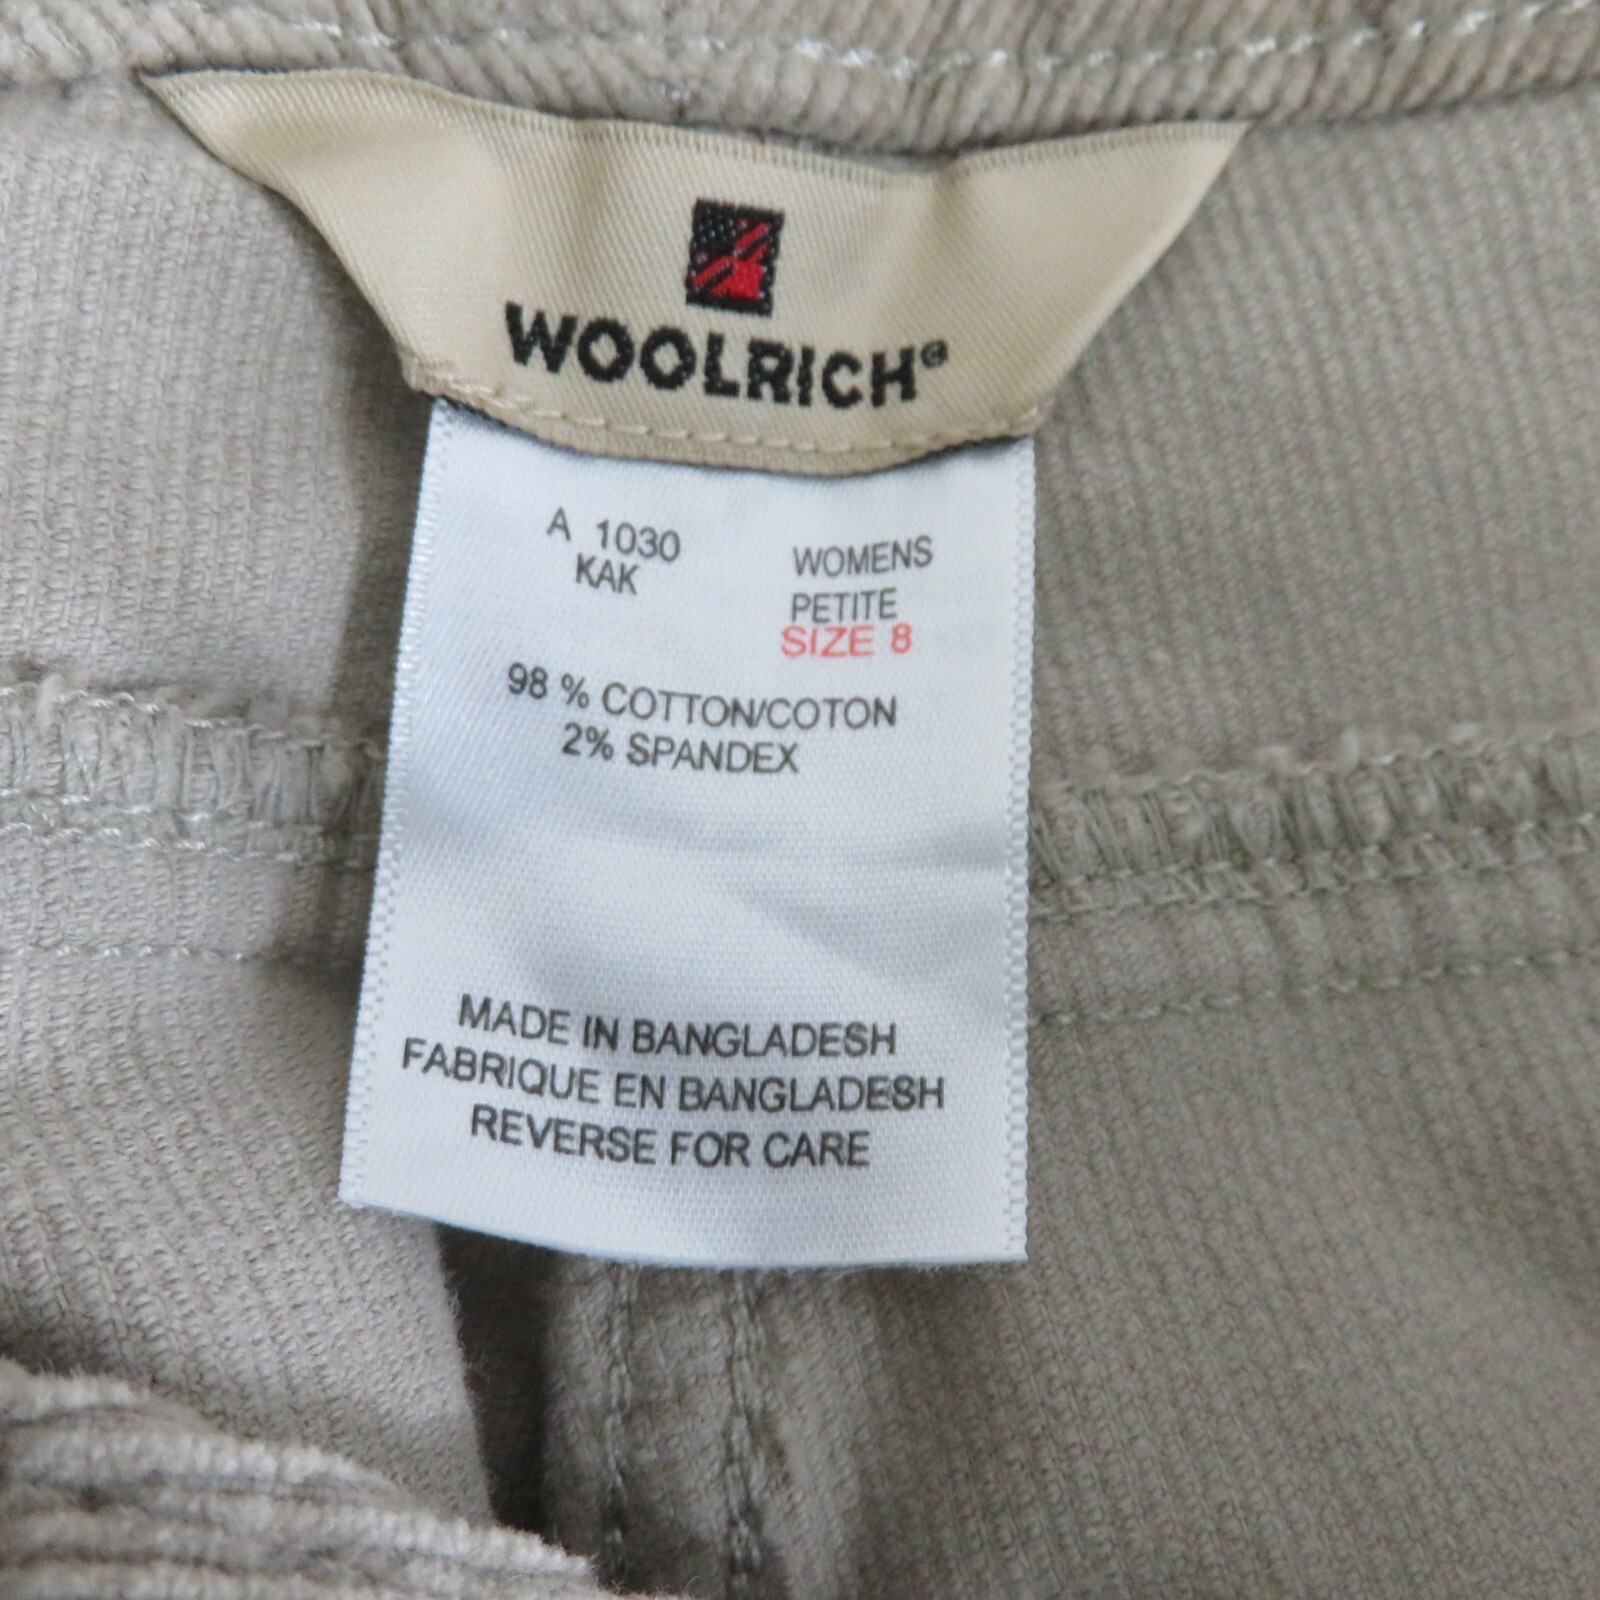 WOOLRICH®
A 1030
KAK
WOMENS
PETITE
SIZE 8
98 % COTTON/COTON
2% SPANDEX
MADE IN BANGLADESH
FABRIQUE EN BANGLADESH
REVERSE FOR CARE